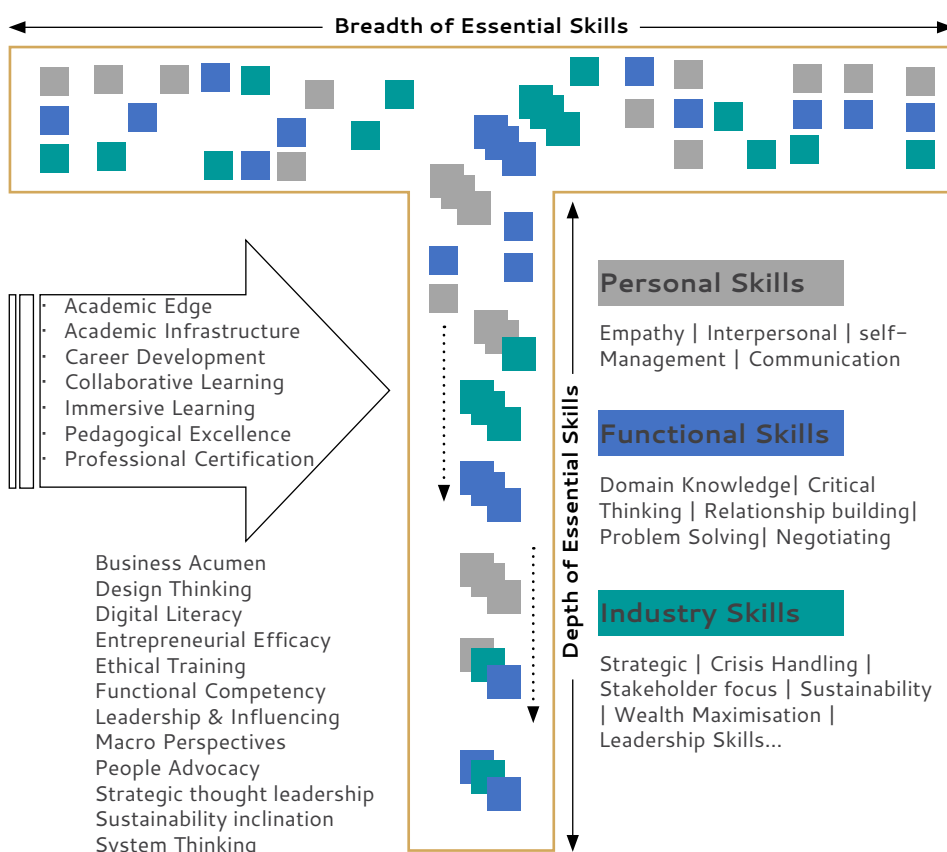 Breadth of Essential Skills
· Academic Edge
· Academic Infrastructure
· Career Development
· Collaborative Learning
· Immersive Learning
· Pedagogical Excellence
· Professional Certification
Business Acumen
Design Thinking
Digital Literacy
Entrepreneurial Efficacy
Ethical Training
Functional Competency
Leadership & Influencing
Macro Perspectives
People Advocacy
Strategic thought leadership
Sustainability inclination
System Thinking
Depth of Essential Skills
Personal Skills
Empathy | Interpersonal | self-
Management | Communication
Functional Skills
Domain Knowledge| Critical
Thinking | Relationship building|
Problem Solving| Negotiating
Industry Skills
Strategic | Crisis Handling |
Stakeholder focus | Sustainability
| Wealth Maximisation |
Leadership Skills...